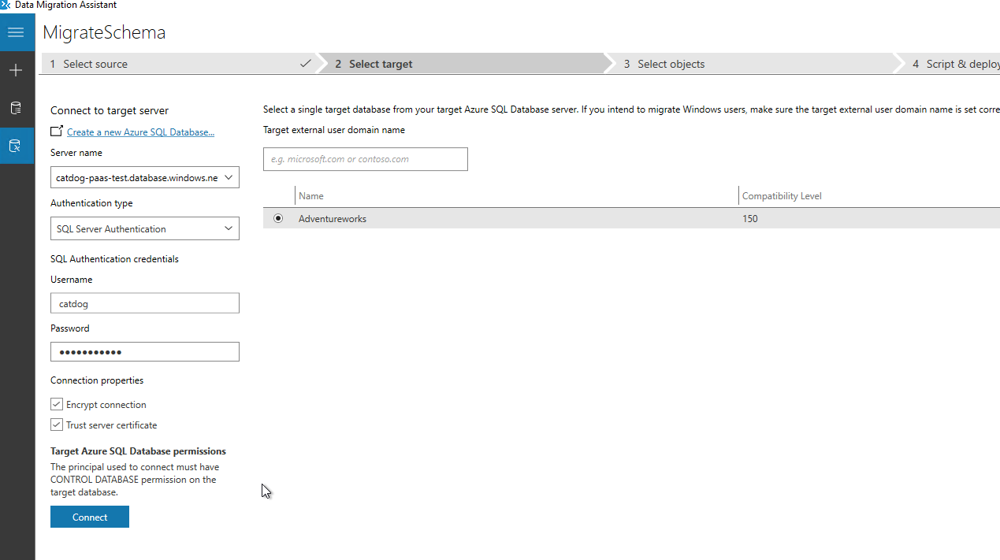 Data Migration Assistant
MigrateSchema
1 Select source
2 Select target
3 Select objects
4 Script & deploy
Connect to target server
Create a new Azure SQL Database...
Server name
catdog-paas-test.database.windows.ne
Authentication type
SQL Server Authentication
SQL Authentication credentials
Username
catdog
Password
•••••••••••
Connection properties
Encrypt connection
Trust server certificate
Target Azure SQL Database permissions
The principal used to connect must have
CONTROL DATABASE permission on the
target database.
Connect
Select a single target database from your target Azure SQL Database server. If you intend to migrate Windows users, make sure the target external user domain name is set corre
Target external user domain name
e.g. microsoft.com or contoso.com
Name Compatibility Level
Adventureworks 150